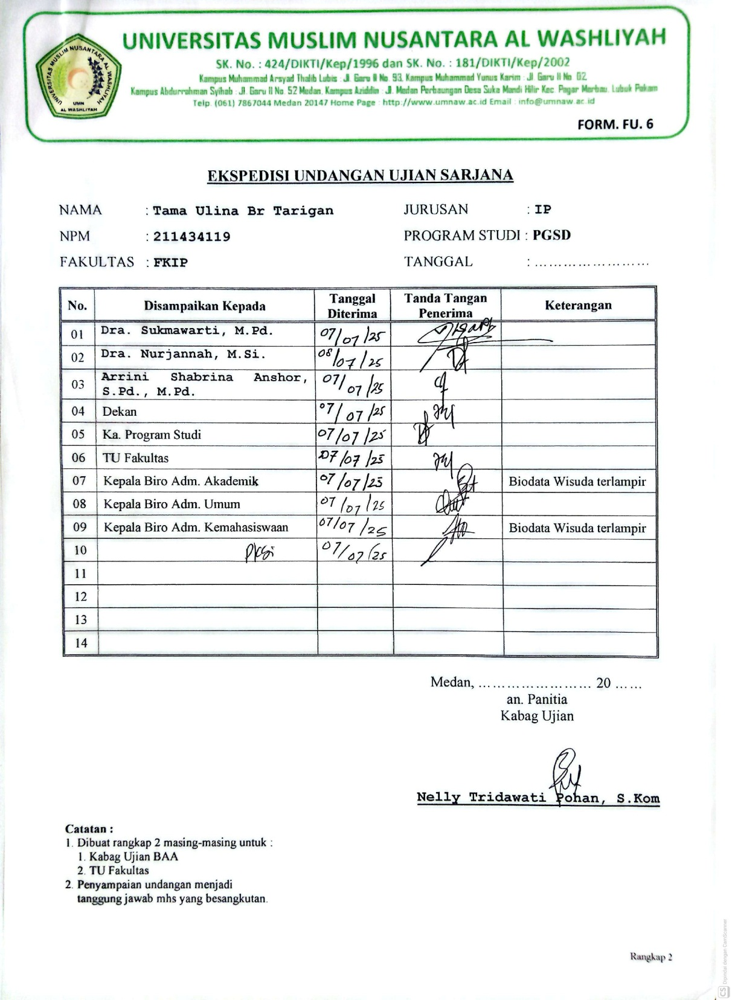 UNIVERSITAS MUSLIM NUSANTARA AL WASHLIYAH
SK. No. : 424/DIKTI/Kep/1996 dan SK. No. : 181/DIKTI/Kep/2002
Kampus Muhammad Arsyad Thalib Lubis : Jl. Garu II No. 93, Kampus Muhammad Yunus Karim : Jl. Garu II No. 02,
Kampus Abdurrahman Syihab : Jl. Garu II No. 52 Medan, Kampus Aziddin : Jl. Medan Perbaungan Desa Suka Mandi Hilir Kec. Pagar Merbau, Lubuk Pakam
Telp. (061) 7867044 Medan 20147 Home Page : http://www.umnaw.ac.id Email : info@umnaw.ac.id
UNIVERSITAS MUSLIM NUSANTARA AL WASHLIYAH
UMN
AL WASHLIYAH
FORM. FU. 6
EKSPEDISI UNDANGAN UJIAN SARJANA
NAMA : Tama Ulina Br Tarigan JURUSAN : IP
NPM : 211434119 PROGRAM STUDI : PGSD
FAKULTAS : FKIP TANGGAL : ........................
No. Disampaikan Kepada Tanggal Diterima Tanda Tangan Penerima Keterangan
01 Dra. Sukmawarti, M.Pd. 07/07/25
02 Dra. Nurjannah, M.Si. 08/07/25
03 Arrini Shabrina Anshor, S.Pd., M.Pd. 07/07/25
04 Dekan 07/07/25
05 Ka. Program Studi 07/07/25
06 TU Fakultas 07/07/25
07 Kepala Biro Adm. Akademik 07/07/25 Biodata Wisuda terlampir
08 Kepala Biro Adm. Umum 07/07/25
09 Kepala Biro Adm. Kemahasiswaan 07/07/25 Biodata Wisuda terlampir
10 07/07/25
11
12
13
14
Medan, ........................ 20 ......
an. Panitia
Kabag Ujian
Nelly Tridawati Pohan, S.Kom
Catatan :
1. Dibuat rangkap 2 masing-masing untuk :
1. Kabag Ujian BAA
2. TU Fakultas
2. Penyampaian undangan menjadi
tanggung jawab mhs yang besangkutan.
Rangkap 2
CS Dipindai dengan CamScanner